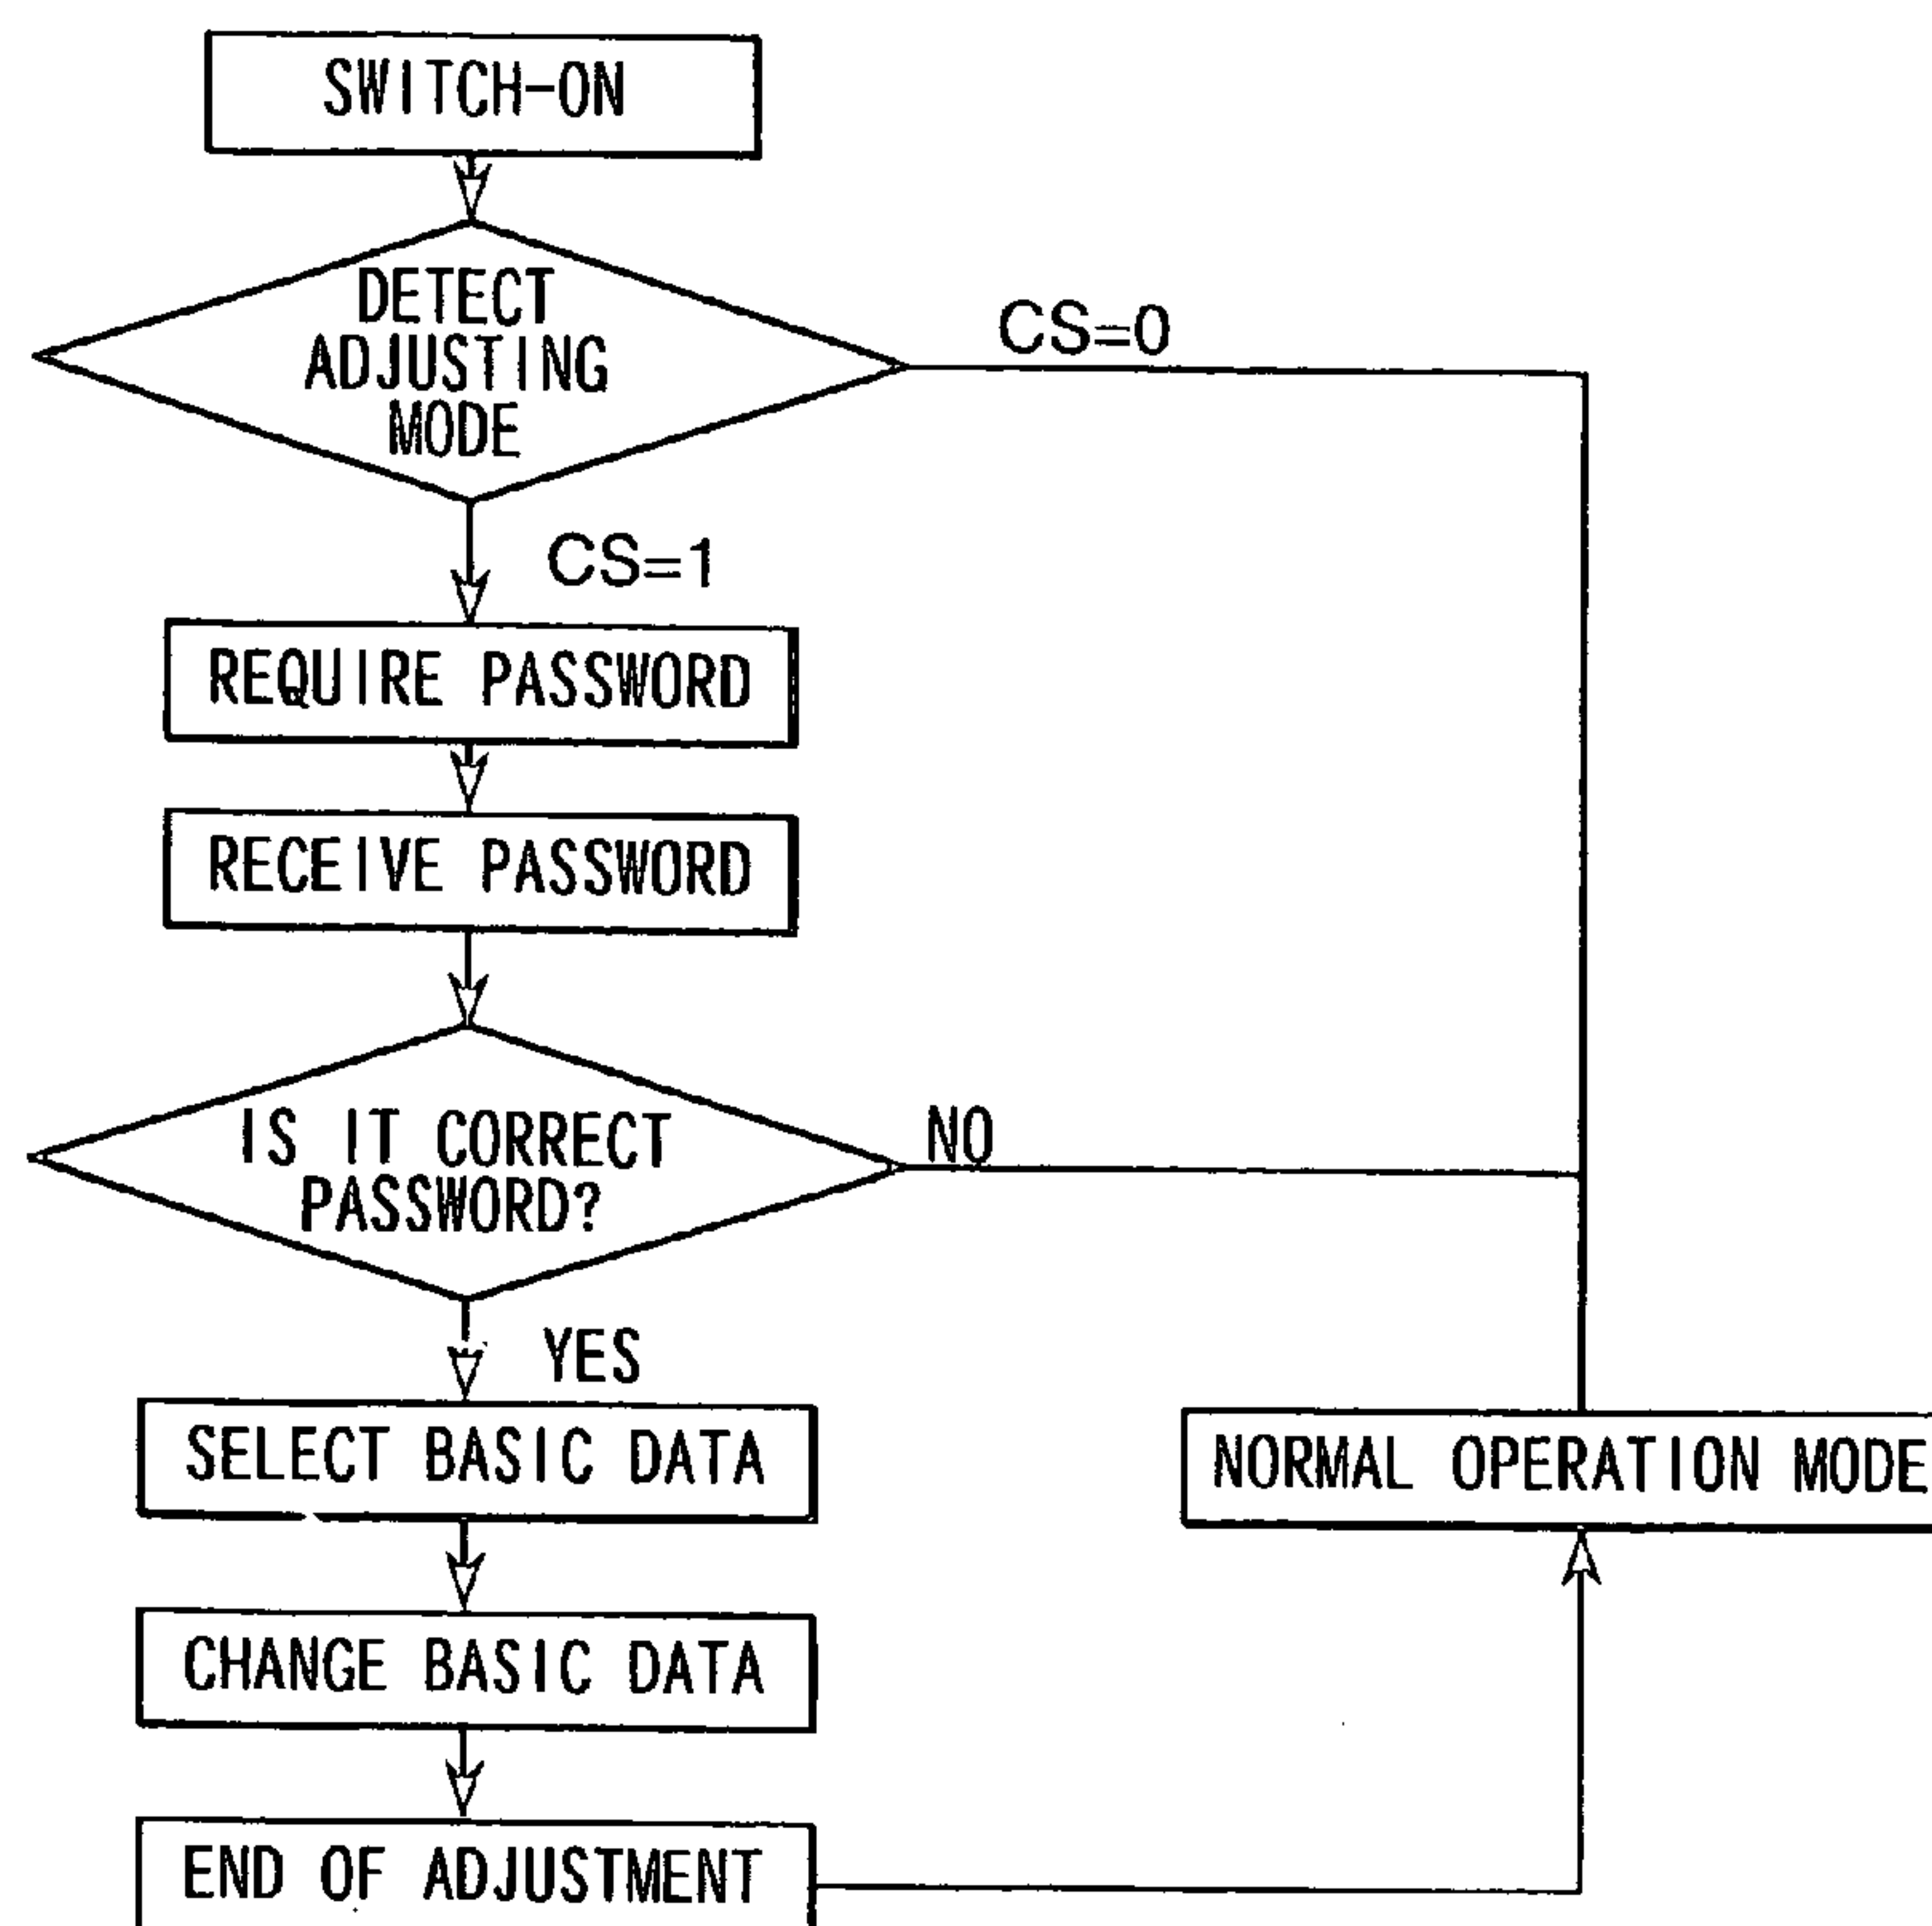 SWITCH-ON
DETECT
ADJUSTING
MODE
CS=0
CS=1
REQUIRE PASSWORD
RECEIVE PASSWORD
IS IT CORRECT
PASSWORD?
NO
YES
SELECT BASIC DATA
NORMAL OPERATION MODE
CHANGE BASIC DATA
END OF ADJUSTMENT